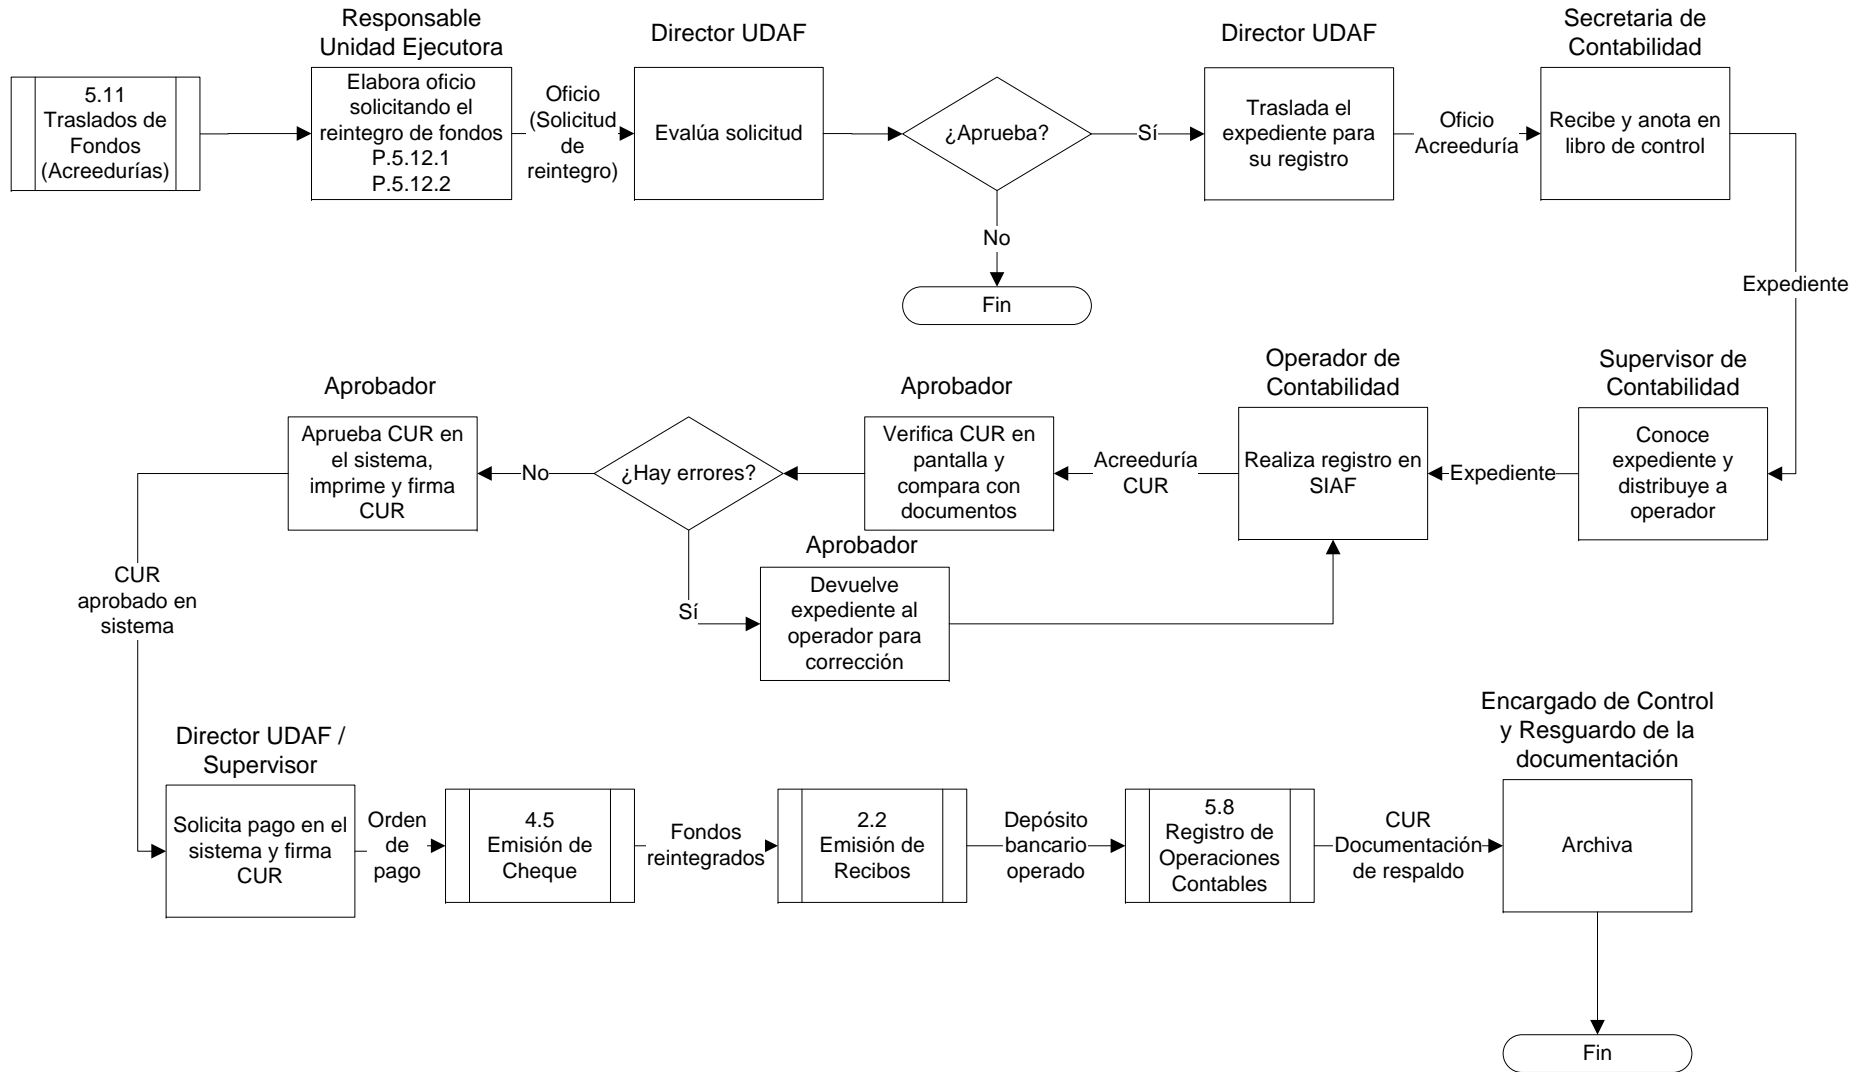 5.11
Traslados de
Fondos
(Acreedurías)
Responsable
Unidad Ejecutora
Elabora oficio
solicitando el
reintegro de fondos
P.5.12.1
P.5.12.2
Oficio
(Solicitud
de
reintegro)
Director UDAF
Evalúa solicitud
¿Aprueba?
Sí
No
Fin
Director UDAF
Traslada el
expediente para
su registro
Oficio
Acreeduría
Secretaria de
Contabilidad
Recibe y anota en
libro de control
Expediente
Supervisor de
Contabilidad
Conoce
expediente y
distribuye a
operador
Expediente
Operador de
Contabilidad
Realiza registro en
SIAF
Acreeduría
CUR
Aprobador
Verifica CUR en
pantalla y
compara con
documentos
¿Hay errores?
Sí
Aprobador
Devuelve
expediente al
operador para
corrección
No
Aprobador
Aprueba CUR en
el sistema,
imprime y firma
CUR
CUR
aprobado en
sistema
Director UDAF /
Supervisor
Solicita pago en el
sistema y firma
CUR
Orden
de
pago
4.5
Emisión de
Cheque
Fondos
reintegrados
2.2
Emisión de
Recibos
Depósito
bancario
operado
5.8
Registro de
Operaciones
Contables
CUR
Documentación
de respaldo
Encargado de Control
y Resguardo de la
documentación
Archiva
Fin